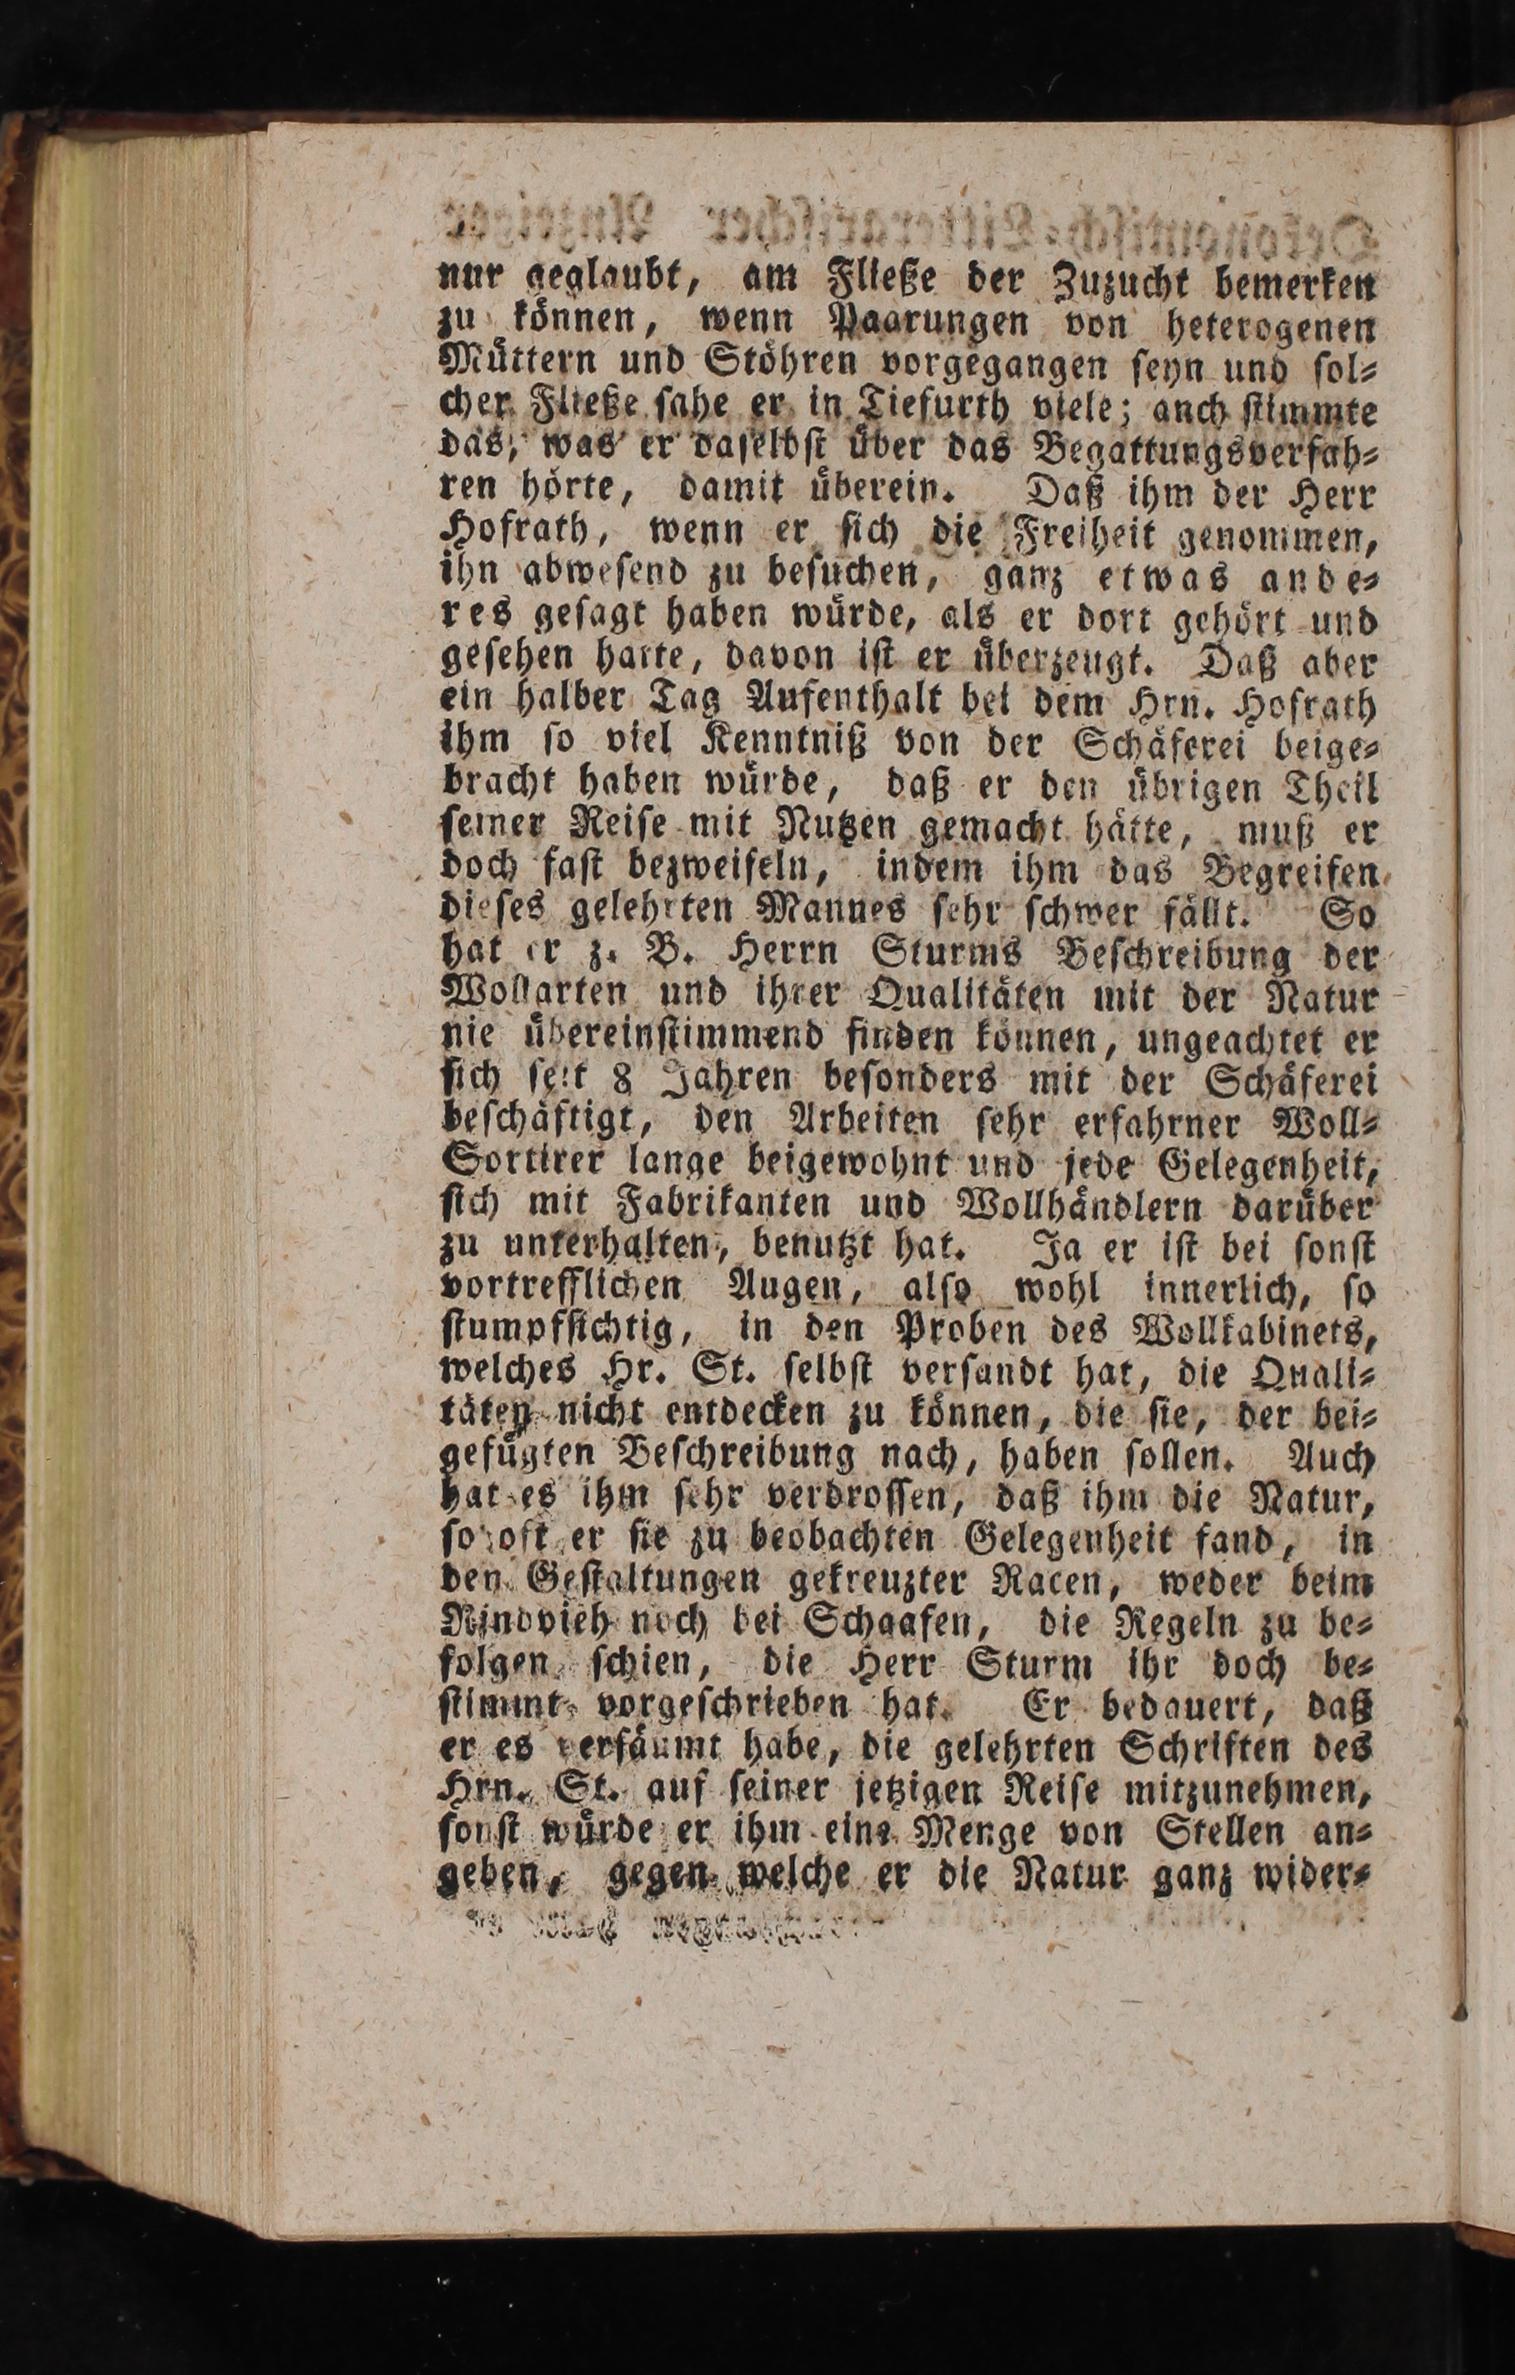 nur geglaubt, am Fließe der Zuzucht bemerken
zu können, wenn Paarungen von heterogenen
Müttern und Stöhren vorgegangen seyn und sol-
cher Fließe sahe er in Tiefurth viele; anch stimmte
das, was er daselbst über das Begattungsverfah-
ren hörte, damit überein. Daß ihm der Herr
Hofrath, wenn er sich die Freiheit genommen,
ihn abwesend zu besuchen, ganz etwas ande-
res gesagt haben würde, als er dort gehört und
gesehen hatte, davon ist er überzeugt. Daß aber
ein halber Tag Aufenthalt bei dem Hrn. Hofrath
ihm so viel Kenntniß von der Schäferei beige-
bracht haben würde, daß er den übrigen Theil
seiner Reise mit Nutzen gemacht hätte, muß er
doch fast bezweifeln, indem ihm das Begreifen
dieses gelehrten Mannes sehr schwer fällt. So
hat er z. B. Herrn Sturms Beschreibung der
Wollarten und ihrer Qualitäten mit der Natur
nie übereinstimmend finden können, ungeachtet er
sich seit 8 Jahren besonders mit der Schäferei
beschäftigt, den Arbeiten sehr erfahrner Woll-
Sortirer lange beigewohnt und jede Gelegenheit,
sich mit Fabrikanten und Wollhändlern darüber
zu unterhalten, benutzt hat. Ja er ist bei sonst
vortrefflichen Augen, also wohl innerlich, so
stumpfsichtig, in den Proben des Wollkabinets,
welches Hr. St. selbst versandt hat, die Quali-
täten nicht entdecken zu können, die sie, der bei-
gefügten Beschreibung nach, haben sollen. Auch
hat es ihm sehr verdrossen, daß ihm die Natur,
so oft er sie zu beobachten Gelegenheit fand, in
den Gestaltungen gekreuzter Racen, weder beim
Rindvieh noch bei Schaafen, die Regeln zu be-
folgen schien, die Herr Sturm ihr doch be-
stimmt vorgeschrieben hat. Er bedauert, daß
er es versäumt habe, die gelehrten Schriften des
Hrn. St. auf seiner jetzigen Reise mitzunehmen,
sonst würde er ihm eine Menge von Stellen an-
geben, gegen welche er die Natur ganz wider-